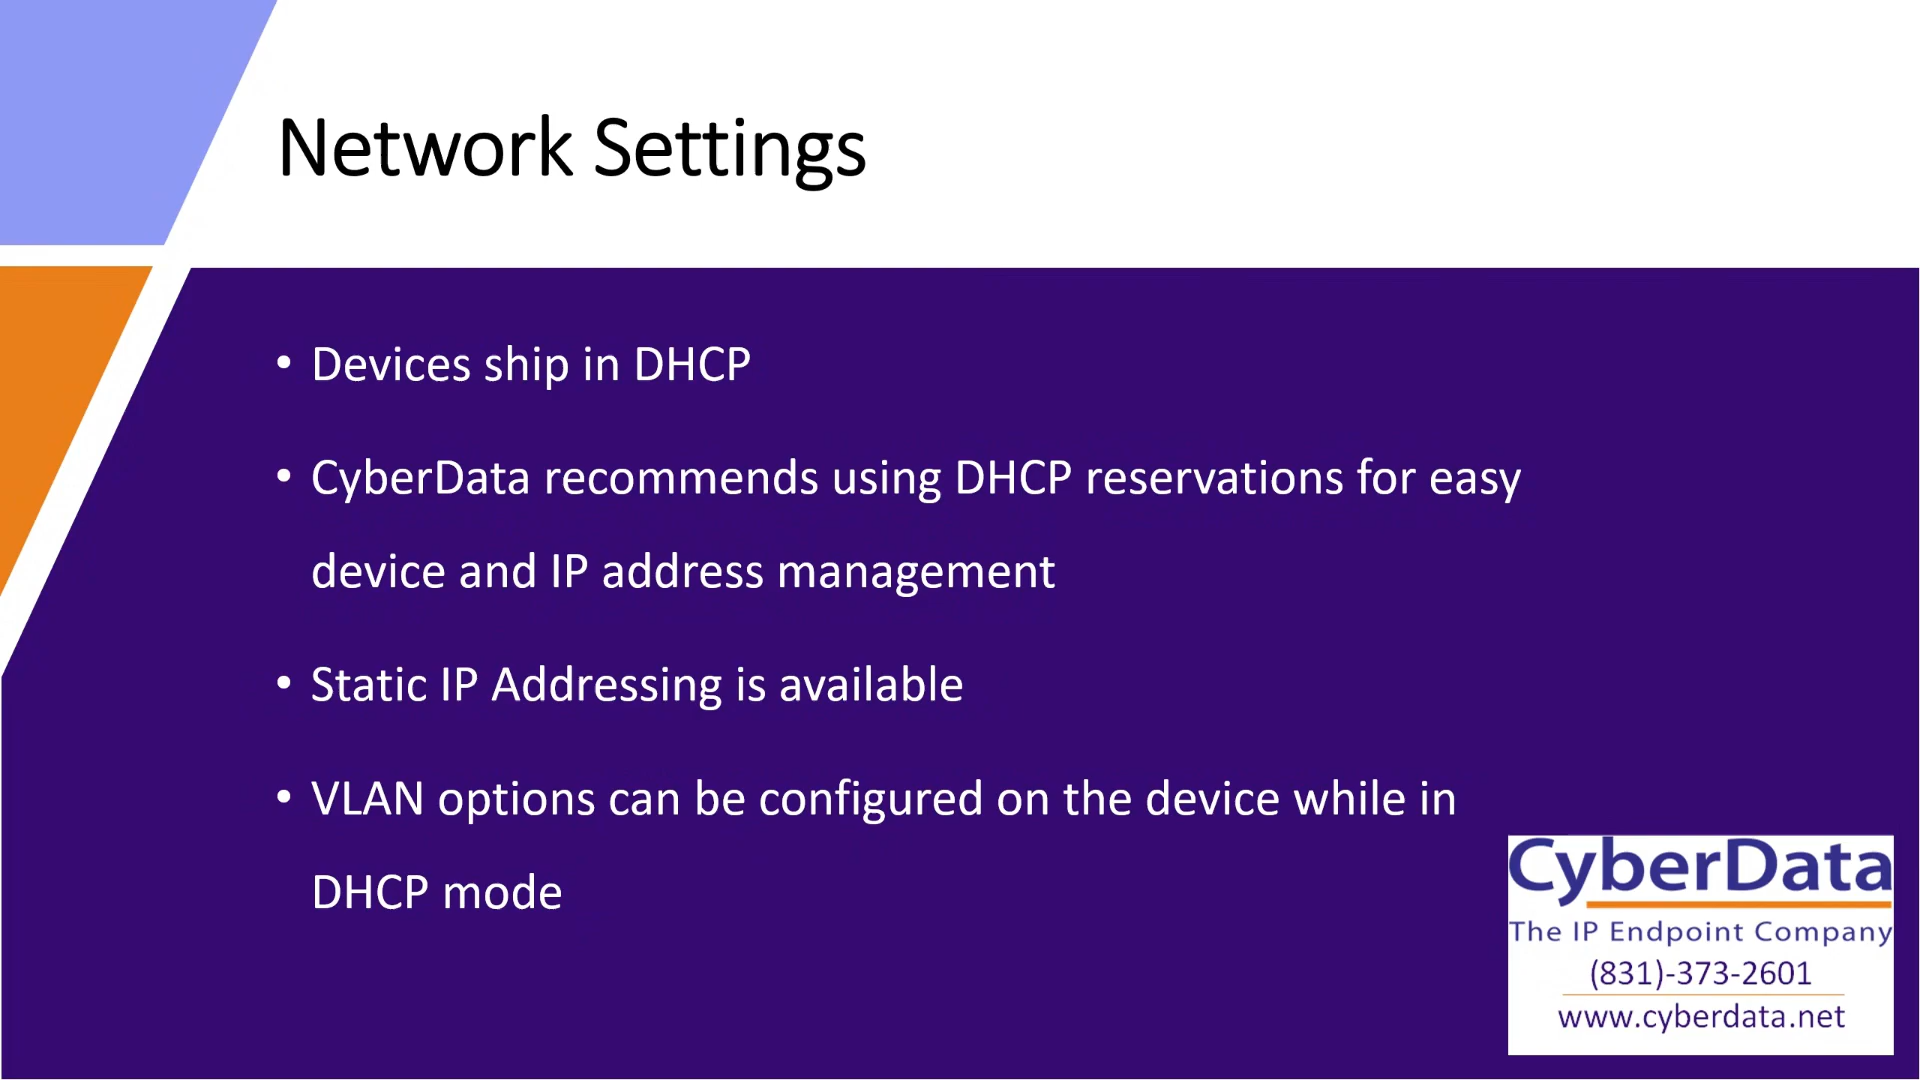 Network Settings
• Devices ship in DHCP
• CyberData recommends using DHCP reservations for easy
device and IP address management
• Static IP Addressing is available
• VLAN options can be configured on the device while in
DHCP mode
CyberData
The IP Endpoint Company
(831)-373-2601
www.cyberdata.net